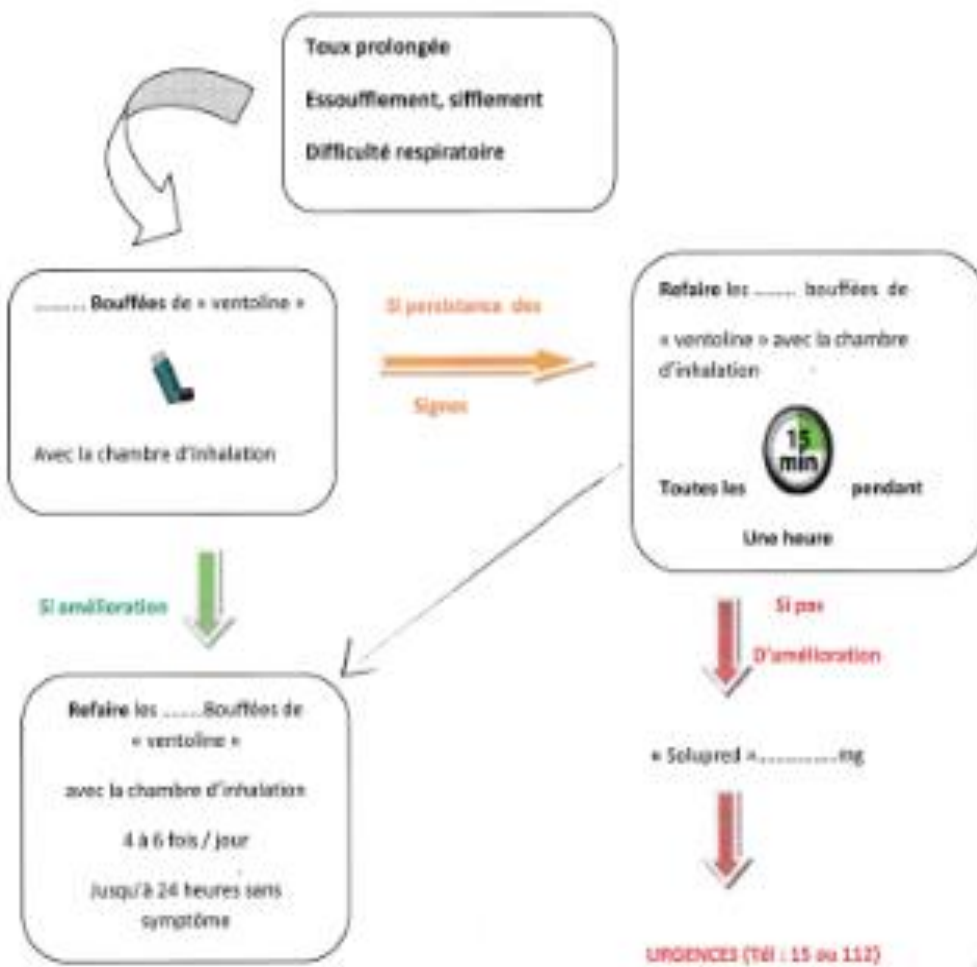 Toux prolongée
Essoufflement, sifflement
Difficulté respiratoire
......... Bouffées de « ventoline »
Avec la chambre d'inhalation
Si persistance des
Signes
Refaire les ........ bouffées de
« ventoline » avec la chambre
d'inhalation
15
min
Toutes les pendant
Une heure
Si amélioration
Refaire les .......Bouffées de
« ventoline »
avec la chambre d'inhalation
4 à 6 fois / jour
Jusqu'à 24 heures sans
symptôme
Si pas
D'amélioration
« Solupred ».............mg
URGENCES (Tél : 15 ou 112)